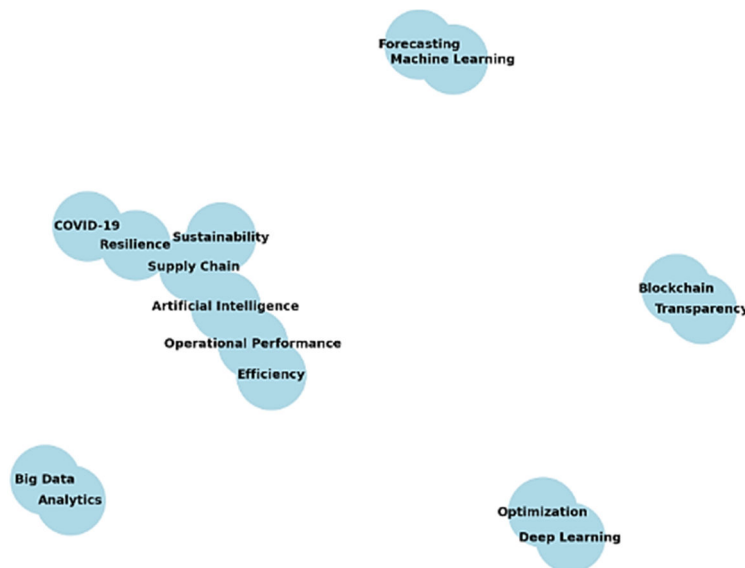 Forecasting
Machine Learning
COVID-19
Resilience
Sustainability
Supply Chain
Artificial Intelligence
Operational Performance
Efficiency
Blockchain
Transparency
Big Data
Analytics
Optimization
Deep Learning